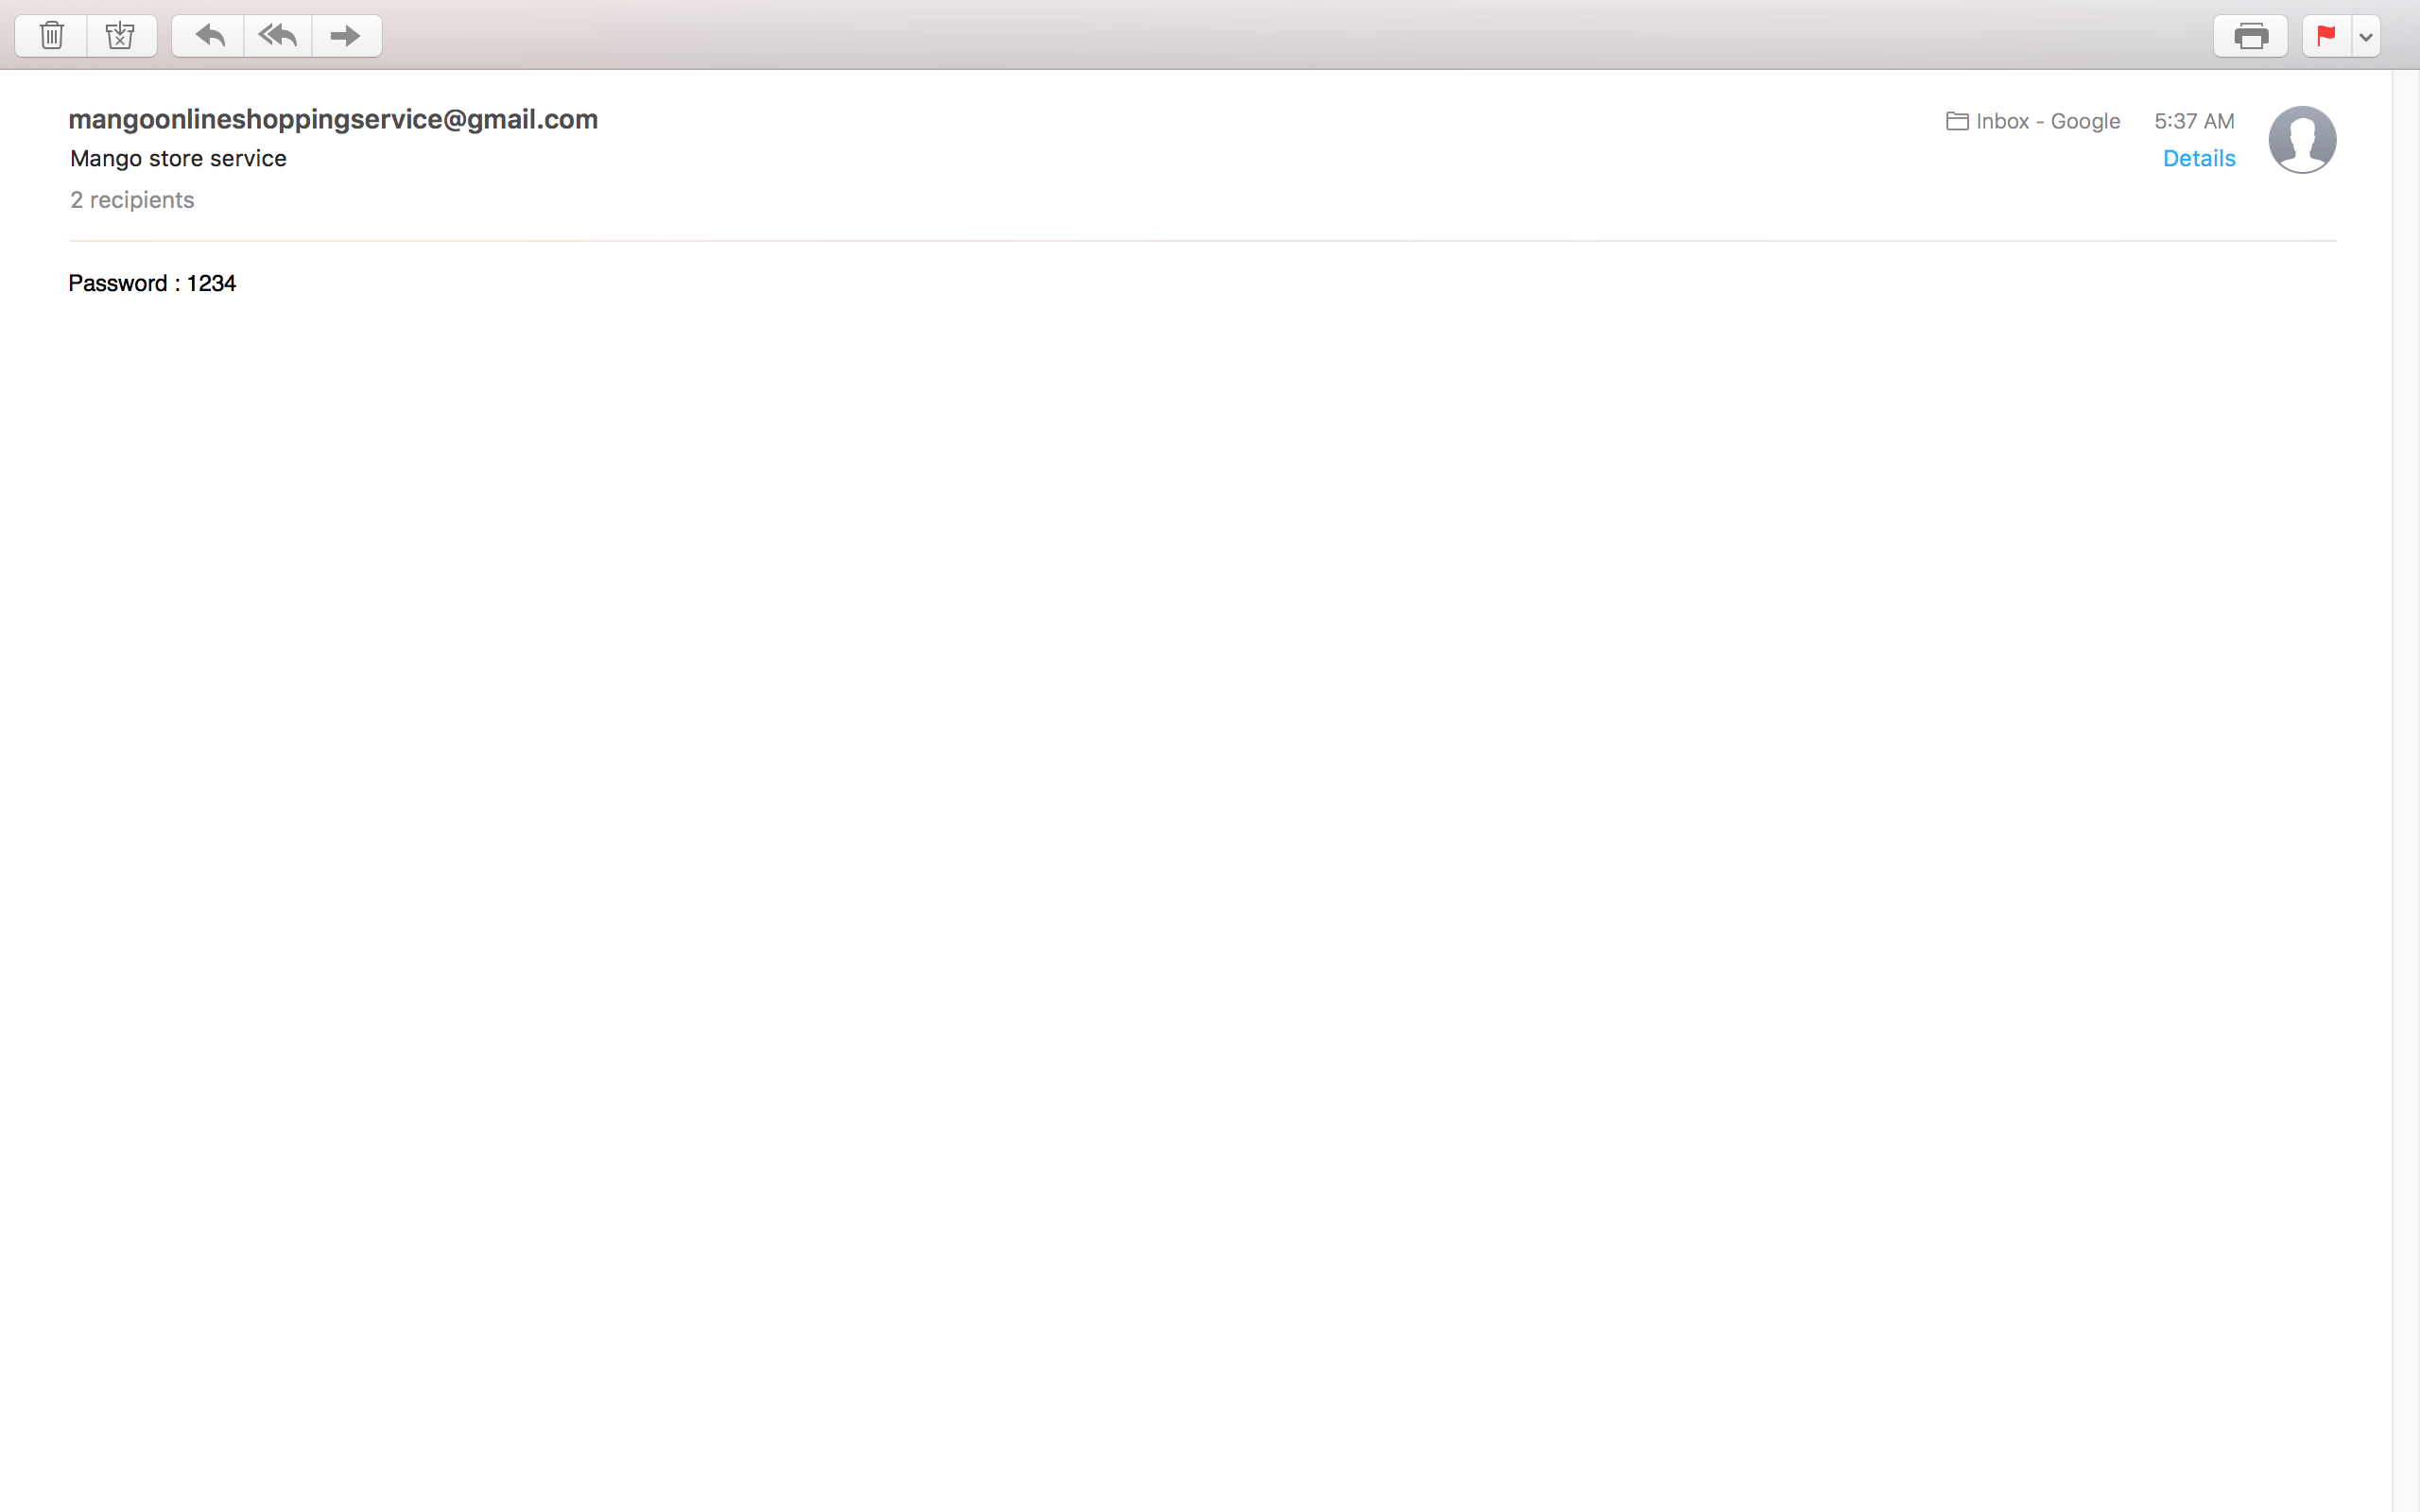 mangoonlineshoppingservice@gmail.com
Inbox - Google 5:37 AM
Mango store service
Details
2 recipients
Password : 1234